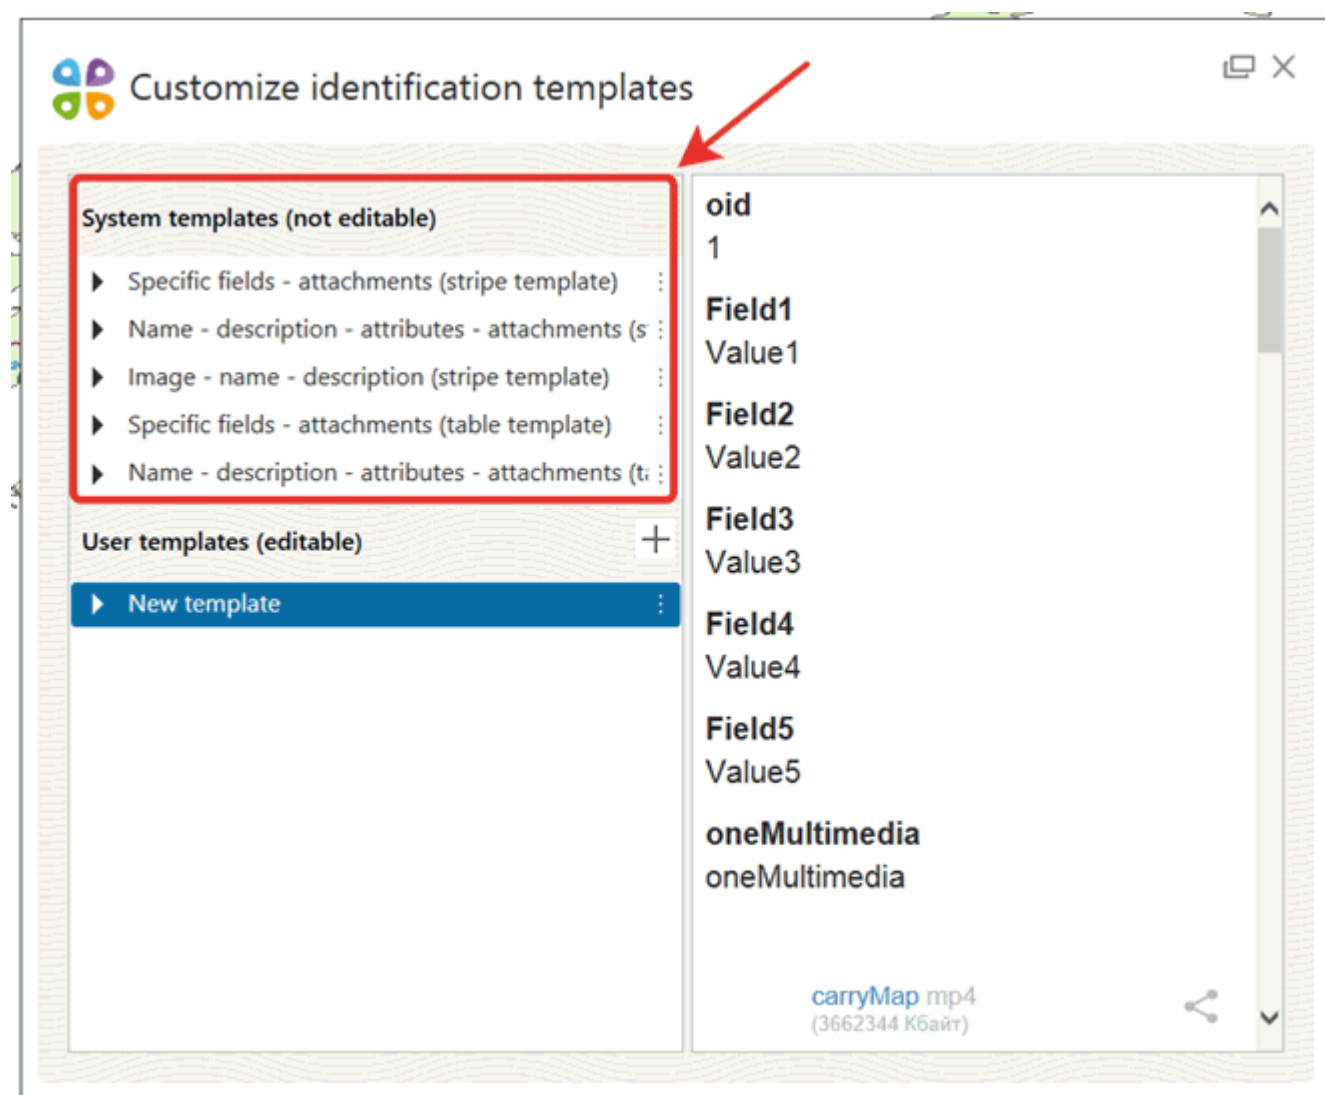 Customize identification templates
System templates (not editable)
Specific fields - attachments (stripe template)
Name - description - attributes - attachments (s
Image - name - description (stripe template)
Specific fields - attachments (table template)
Name - description - attributes - attachments (t
User templates (editable)
New template
oid
1
Field1
Value1
Field2
Value2
Field3
Value3
Field4
Value4
Field5
Value5
oneMultimedia
oneMultimedia
carryMap mp4
(3662344 Кбайт)